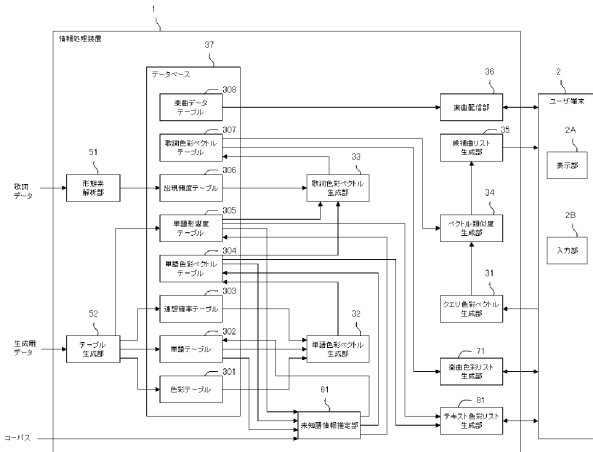 1
情報処理装置
37
データベース
308
楽曲データ
テーブル
307
歌詞色彩ベクトル
テーブル
306
出現頻度テーブル
305
単語影響度
テーブル
304
単語色彩ベクトル
テーブル
303
連想確率テーブル
302
単語テーブル
301
色彩テーブル
歌詞
データ
51
形態素
解析部
生成用
データ
52
テーブル
生成部
コーパス
33
歌詞色彩ベクトル
生成部
32
単語色彩ベクトル
生成部
61
未知語情報推定部
36
楽曲配信部
35
候補曲リスト
生成部
34
ベクトル類似度
生成部
31
クエリ色彩ベクトル
生成部
71
楽曲色彩リスト
生成部
81
テキスト色彩リスト
生成部
2
ユーザ端末
2A
表示部
2B
入力部